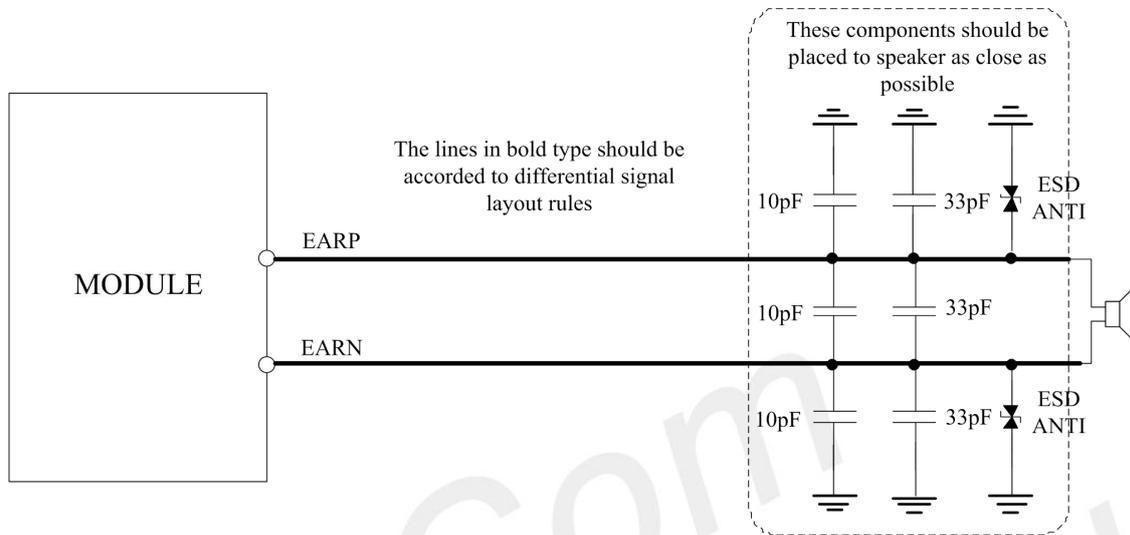 These components should be
placed to speaker as close as
possible
The lines in bold type should be
accorded to differential signal
layout rules
10pF
33pF
ESD
ANTI
EARP
MODULE
10pF
33pF
EARN
10pF
33pF
ESD
ANTI
Com